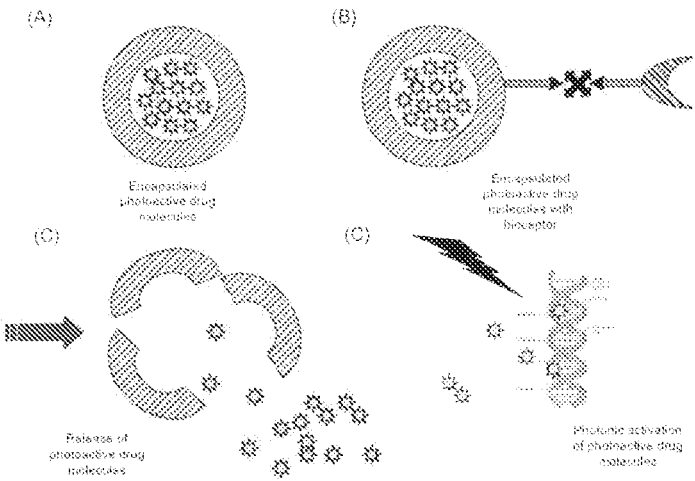 (A)
(B)
Encapsulated
photoactive drug
molecules
Encapsulated
photoactive drug
molecules with
bioceptor
(C)
(C)
Release of
photoactive drug
molecules
Photonic activation
of photoactive drug
molecules